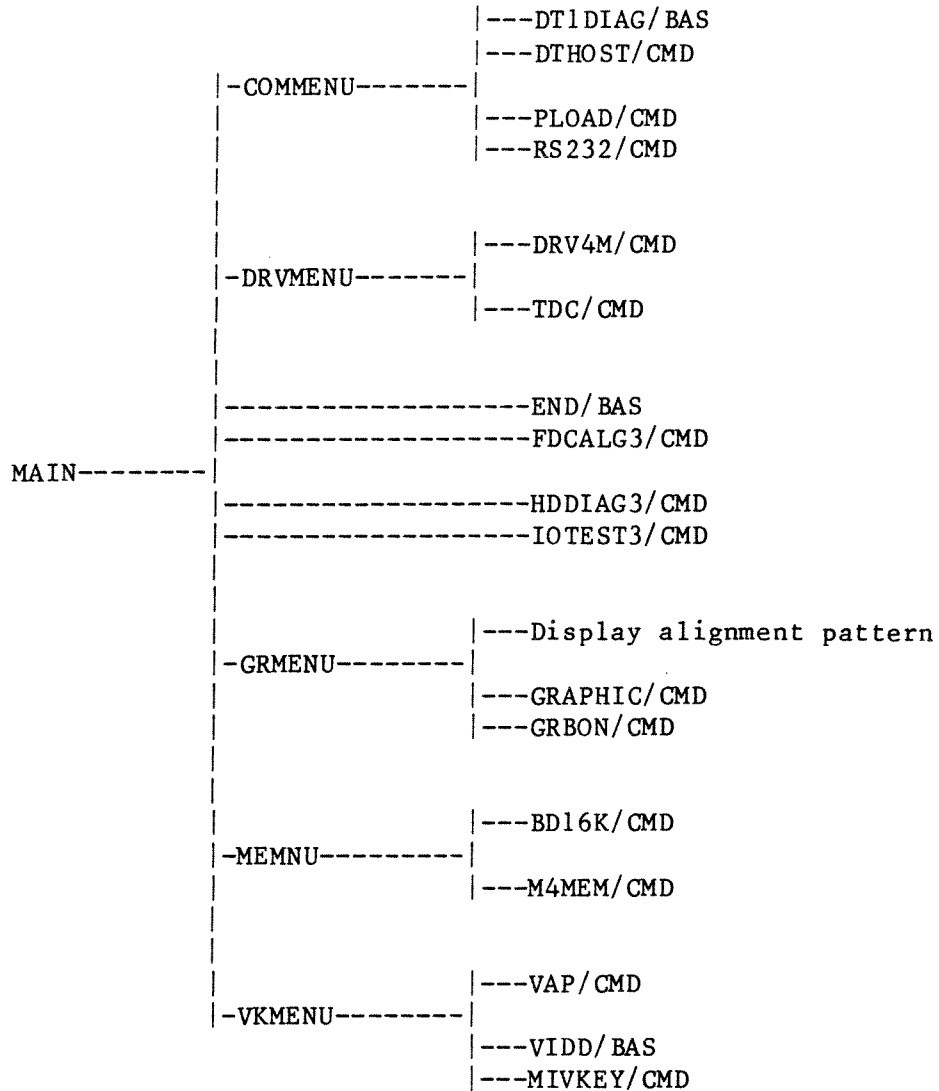 |---DT1DIAG/BAS
|---DTHOST/CMD
|-COMMENU-------|
|---PLOAD/CMD
|---RS232/CMD
|---DRV4M/CMD
|-DRVMENU-------|
|---TDC/CMD
|------------------END/BAS
|------------------FDCALG3/CMD
MAIN--------|
|------------------HDDIAG3/CMD
|------------------IOTEST3/CMD
|---Display alignment pattern
|-GRMENU--------|
|---GRAPHIC/CMD
|---GRBON/CMD
|---BD16K/CMD
|-MEMNU---------|
|---M4MEM/CMD
|---VAP/CMD
|-VKMENU--------|
|---VIDD/BAS
|---MIVKEY/CMD